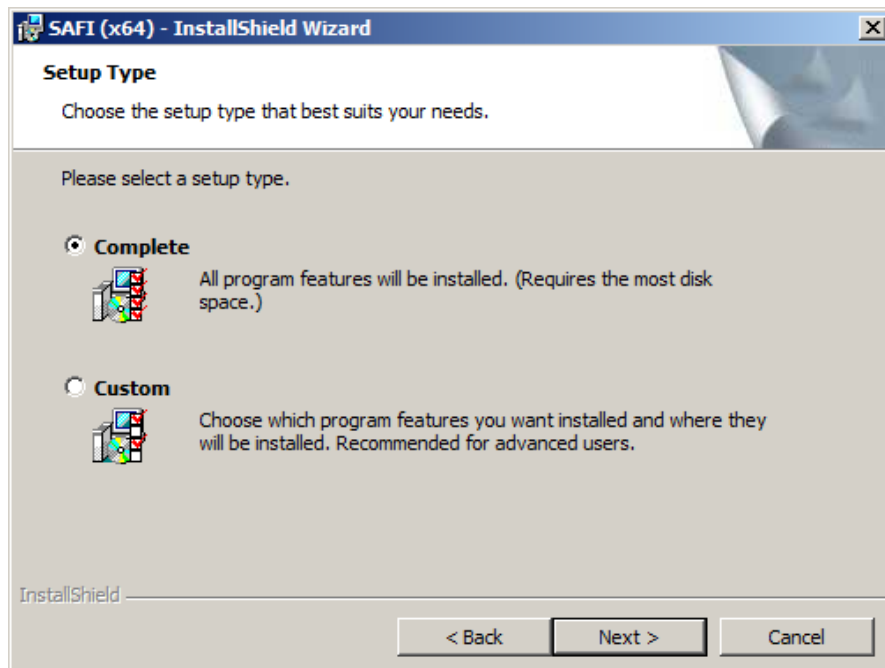 SAFI (x64) - InstallShield Wizard
Setup Type
Choose the setup type that best suits your needs.
Please select a setup type.
Complete
All program features will be installed. (Requires the most disk
space.)
Custom
Choose which program features you want installed and where they
will be installed. Recommended for advanced users.
InstallShield
< Back
Next >
Cancel